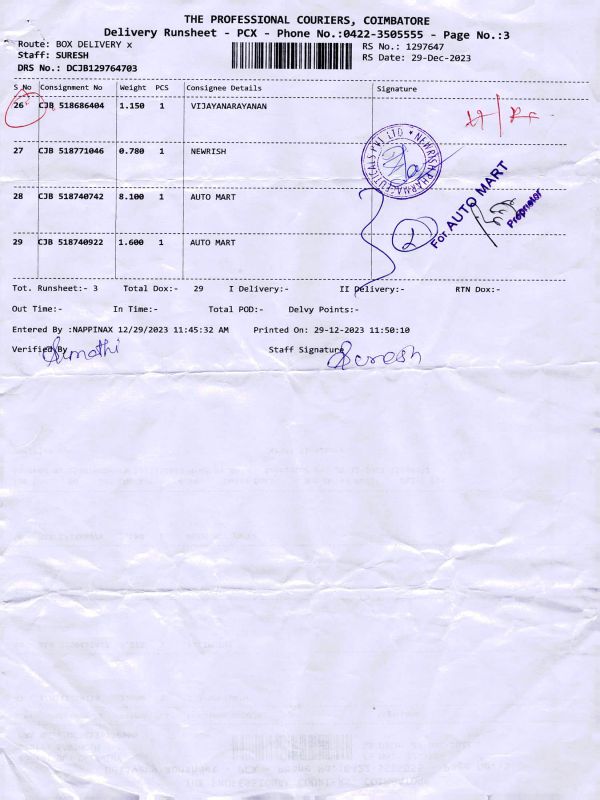 THE PROFESSIONAL COURIERS, COIMBATORE
Delivery Runsheet - PCX - Phone No.:0422-3505555 - Page No.:3
Route: BOX DELIVERY x
RS No.: 1297647
Staff: SURESH
RS Date: 29-Dec-2023
DRS No.: DCJB129764703
S.No Consignment No Weight PCS Consignee Details Signature
26 CJB 518686404 1.150 1 VIJAYANARAYANAN
27 CJB 518771046 0.780 1 NEWRISH
NEWRISH PHARMACEUTICALS PVT LTD *
28 CJB 518740742 8.100 1 AUTO MART
2
For AUTO MART
Proprietor
29 CJB 518740922 1.600 1 AUTO MART
Tot. Runsheet:- 3 Total Dox:- 29 I Delivery:- II Delivery:- RTN Dox:-
Out Time:- In Time:- Total POD:- Delvy Points:-
Entered By :NAPPINAX 12/29/2023 11:45:32 AM Printed On: 29-12-2023 11:50:10
Verified By Sumathi Staff Signature Suresh